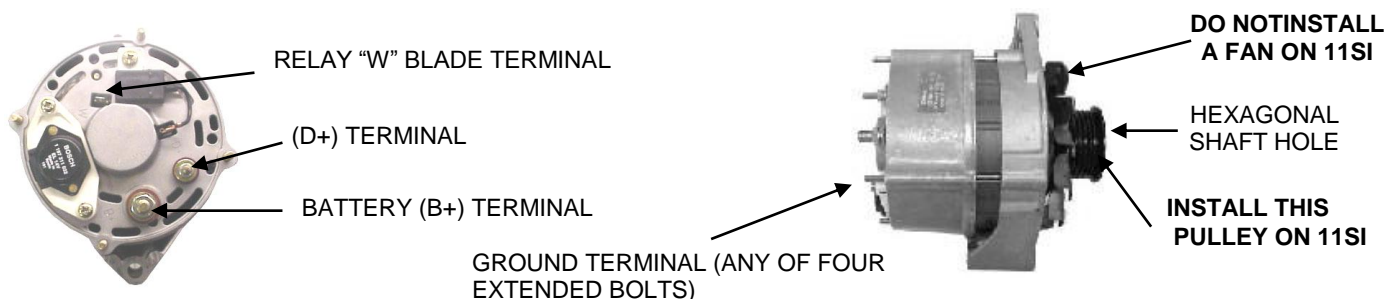 RELAY “W” BLADE TERMINAL
(D+) TERMINAL
BATTERY (B+) TERMINAL
GROUND TERMINAL (ANY OF FOUR
EXTENDED BOLTS)
DO NOTINSTALL
A FAN ON 11SI
HEXAGONAL
SHAFT HOLE
INSTALL THIS
PULLEY ON 11SI
BOSCH